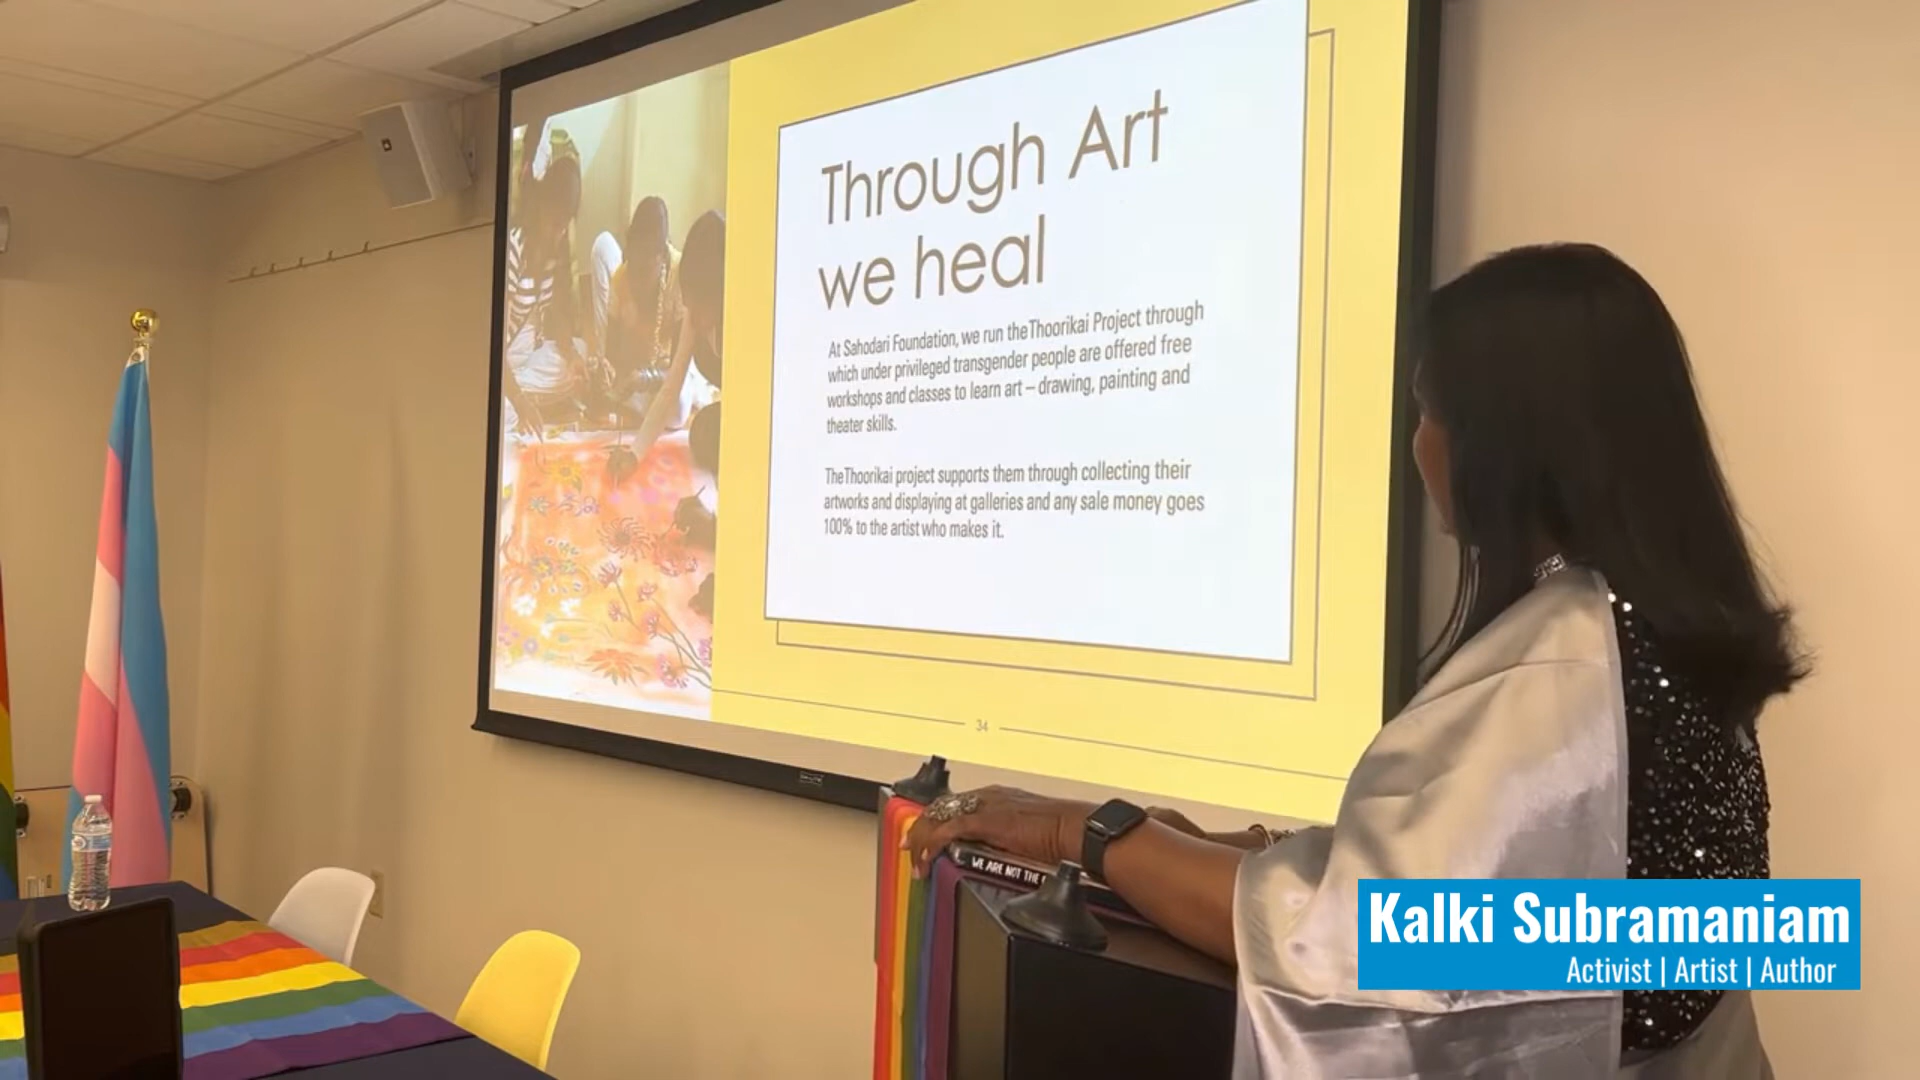 Through Art
we heal
At Sahodari Foundation, we run the Thoorikai Project through
which under privileged transgender people are offered free
workshops and classes to learn art – drawing, painting and
theater skills.
The Thoorikai project supports them through collecting their
artworks and displaying at galleries and any sale money goes
100% to the artist who makes it.
34
WE ARE NOT THE
Kalki Subramaniam
Activist | Artist | Author